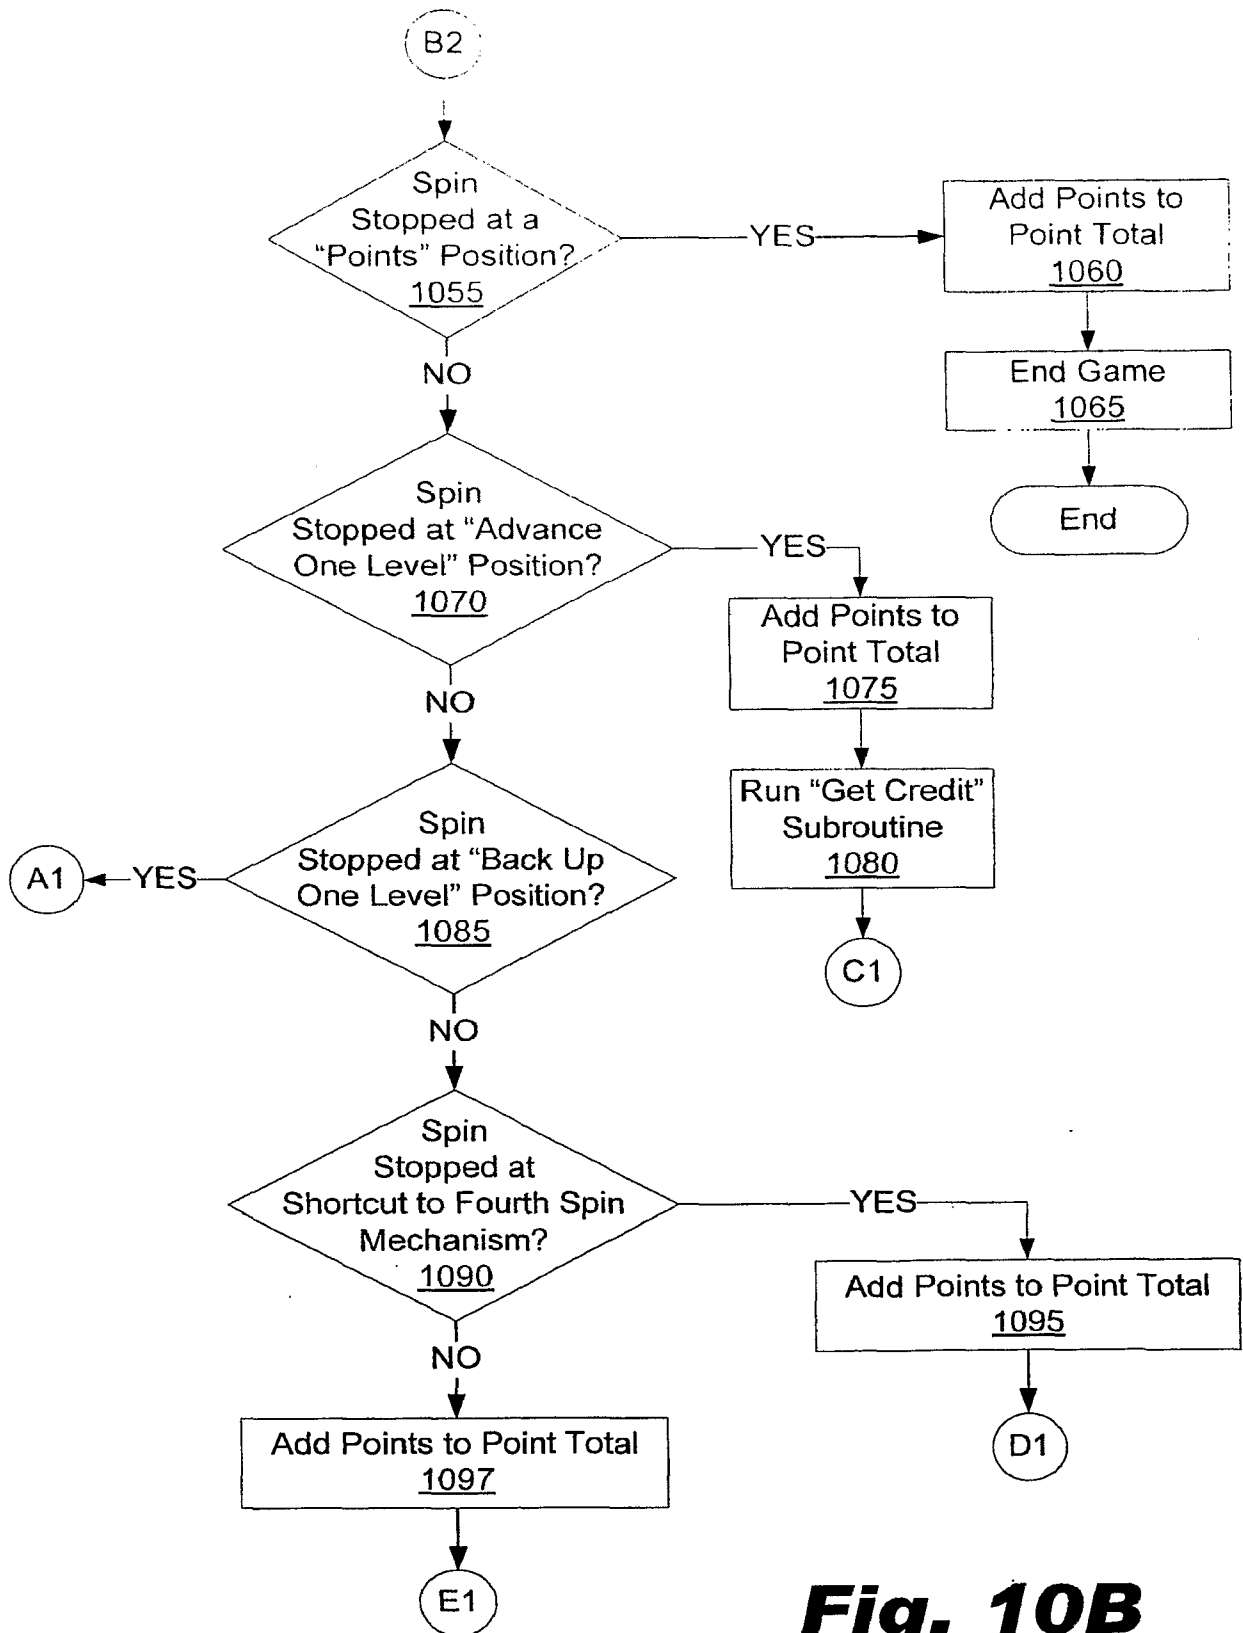 B2
Spin
Stopped at a
“Points” Position?
1055
YES
Add Points to
Point Total
1060
End Game
1065
End
NO
Spin
Stopped at “Advance
One Level” Position?
1070
YES
Add Points to
Point Total
1075
Run “Get Credit”
Subroutine
1080
C1
NO
Spin
Stopped at “Back Up
One Level” Position?
1085
YES
A1
NO
Spin
Stopped at
Shortcut to Fourth Spin
Mechanism?
1090
YES
Add Points to Point Total
1095
D1
NO
Add Points to Point Total
1097
E1
Fig. 10B